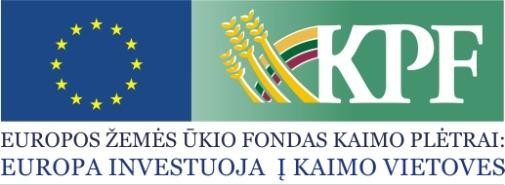 KPF
EUROPOS ŽEMĖS ŪKIO FONDAS KAIMO PLĖTRAI:
EUROPA INVESTUOJA Į KAIMO VIETOVES